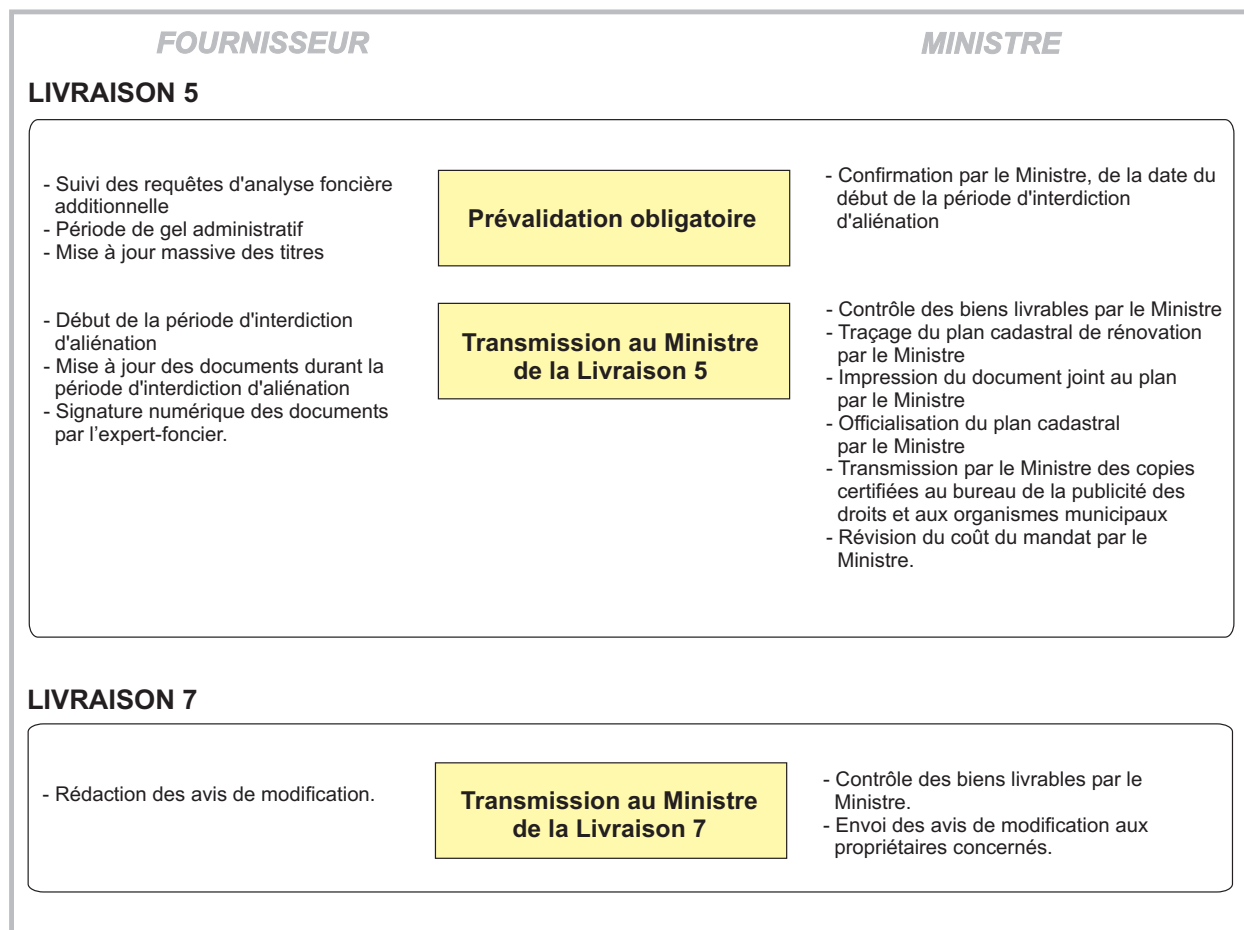 FOURNISSEUR
MINISTRE
LIVRAISON 5
- Suivi des requêtes d'analyse foncière
additionnelle
- Période de gel administratif
- Mise à jour massive des titres
Prévalidation obligatoire
- Confirmation par le Ministre, de la date du
début de la période d'interdiction
d'aliénation
- Début de la période d'interdiction
d'aliénation
- Mise à jour des documents durant la
période d'interdiction d'aliénation
- Signature numérique des documents
par l’expert-foncier.
Transmission au Ministre
de la Livraison 5
- Contrôle des biens livrables par le Ministre
- Traçage du plan cadastral de rénovation
par le Ministre
- Impression du document joint au plan
par le Ministre
- Officialisation du plan cadastral
par le Ministre
- Transmission par le Ministre des copies
certifiées au bureau de la publicité des
droits et aux organismes municipaux
- Révision du coût du mandat par le
Ministre.
LIVRAISON 7
- Rédaction des avis de modification.
Transmission au Ministre
de la Livraison 7
- Contrôle des biens livrables par le
Ministre.
- Envoi des avis de modification aux
propriétaires concernés.